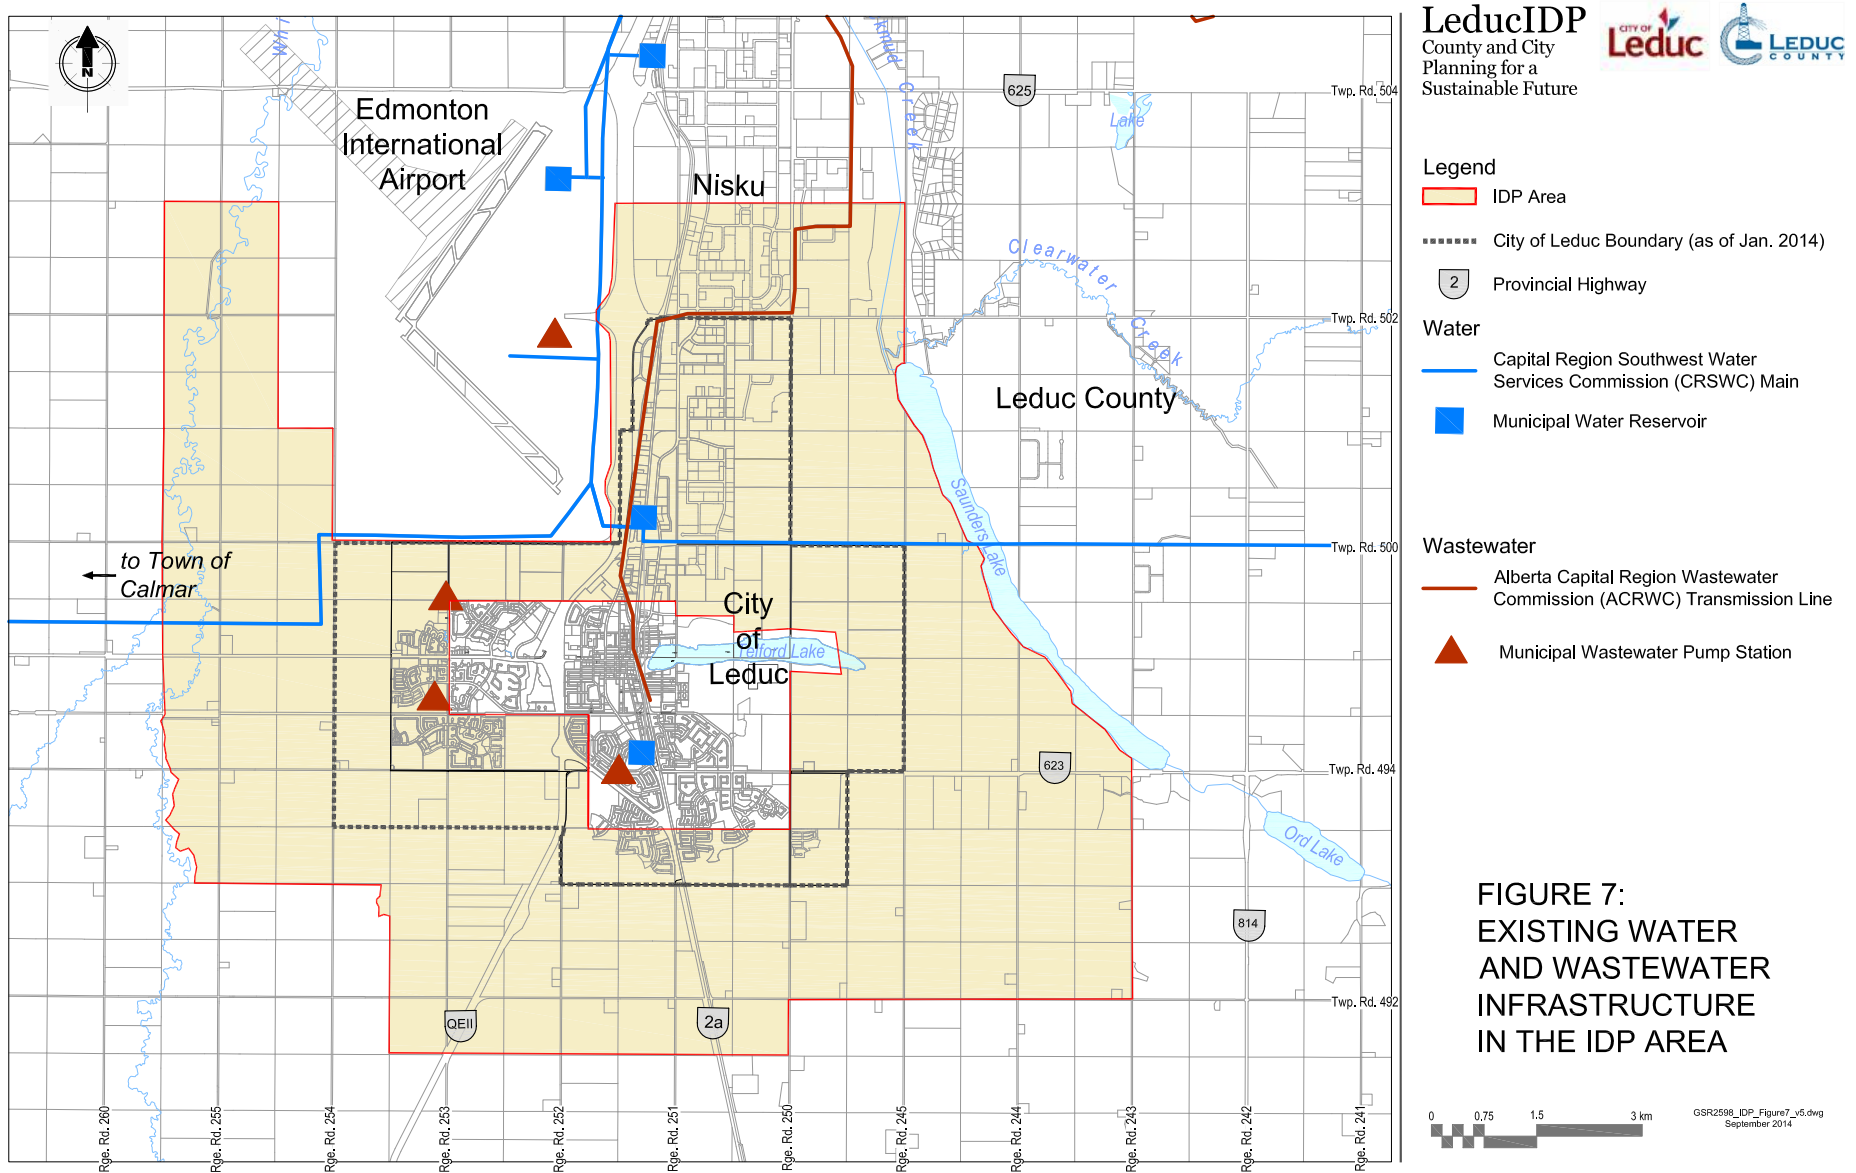 LeducIDP
County and City
Planning for a
Sustainable Future
CITY OF
Leduc
LEDUC
COUNTY
Legend
IDP Area
City of Leduc Boundary (as of Jan. 2014)
2
Provincial Highway
Water
Capital Region Southwest Water
Services Commission (CRSWC) Main
Municipal Water Reservoir
Wastewater
Alberta Capital Region Wastewater
Commission (ACRWC) Transmission Line
Municipal Wastewater Pump Station
FIGURE 7:
EXISTING WATER
AND WASTEWATER
INFRASTRUCTURE
IN THE IDP AREA
0 0.75 1.5 3 km
GSR2598_IDP_Figure7_v5.dwg
September 2014
N
Whi
Edmonton
International
Airport
Nisku
kmud Creek
625
Lake
Twp. Rd. 504
Clearwater Creek
Twp. Rd. 502
Leduc County
Saunders Lake
Twp. Rd. 500
to Town of
Calmar
City
of
Leduc
Telford Lake
623
Twp. Rd. 494
Ord Lake
814
QEII
2a
Twp. Rd. 492
Rge. Rd. 260
Rge. Rd. 255
Rge. Rd. 254
Rge. Rd. 253
Rge. Rd. 252
Rge. Rd. 251
Rge. Rd. 250
Rge. Rd. 245
Rge. Rd. 244
Rge. Rd. 243
Rge. Rd. 242
Rge. Rd. 241